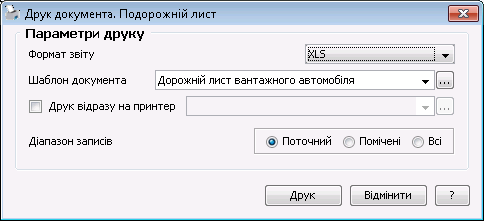 Друк документа. Подорожній лист
Параметри друку
Формат звіту XLS
Шаблон документа Дорожній лист вантажного автомобіля ...
Друк відразу на принтер ...
Діапазон записів Поточний Помічені Всі
Друк Відмінити ?